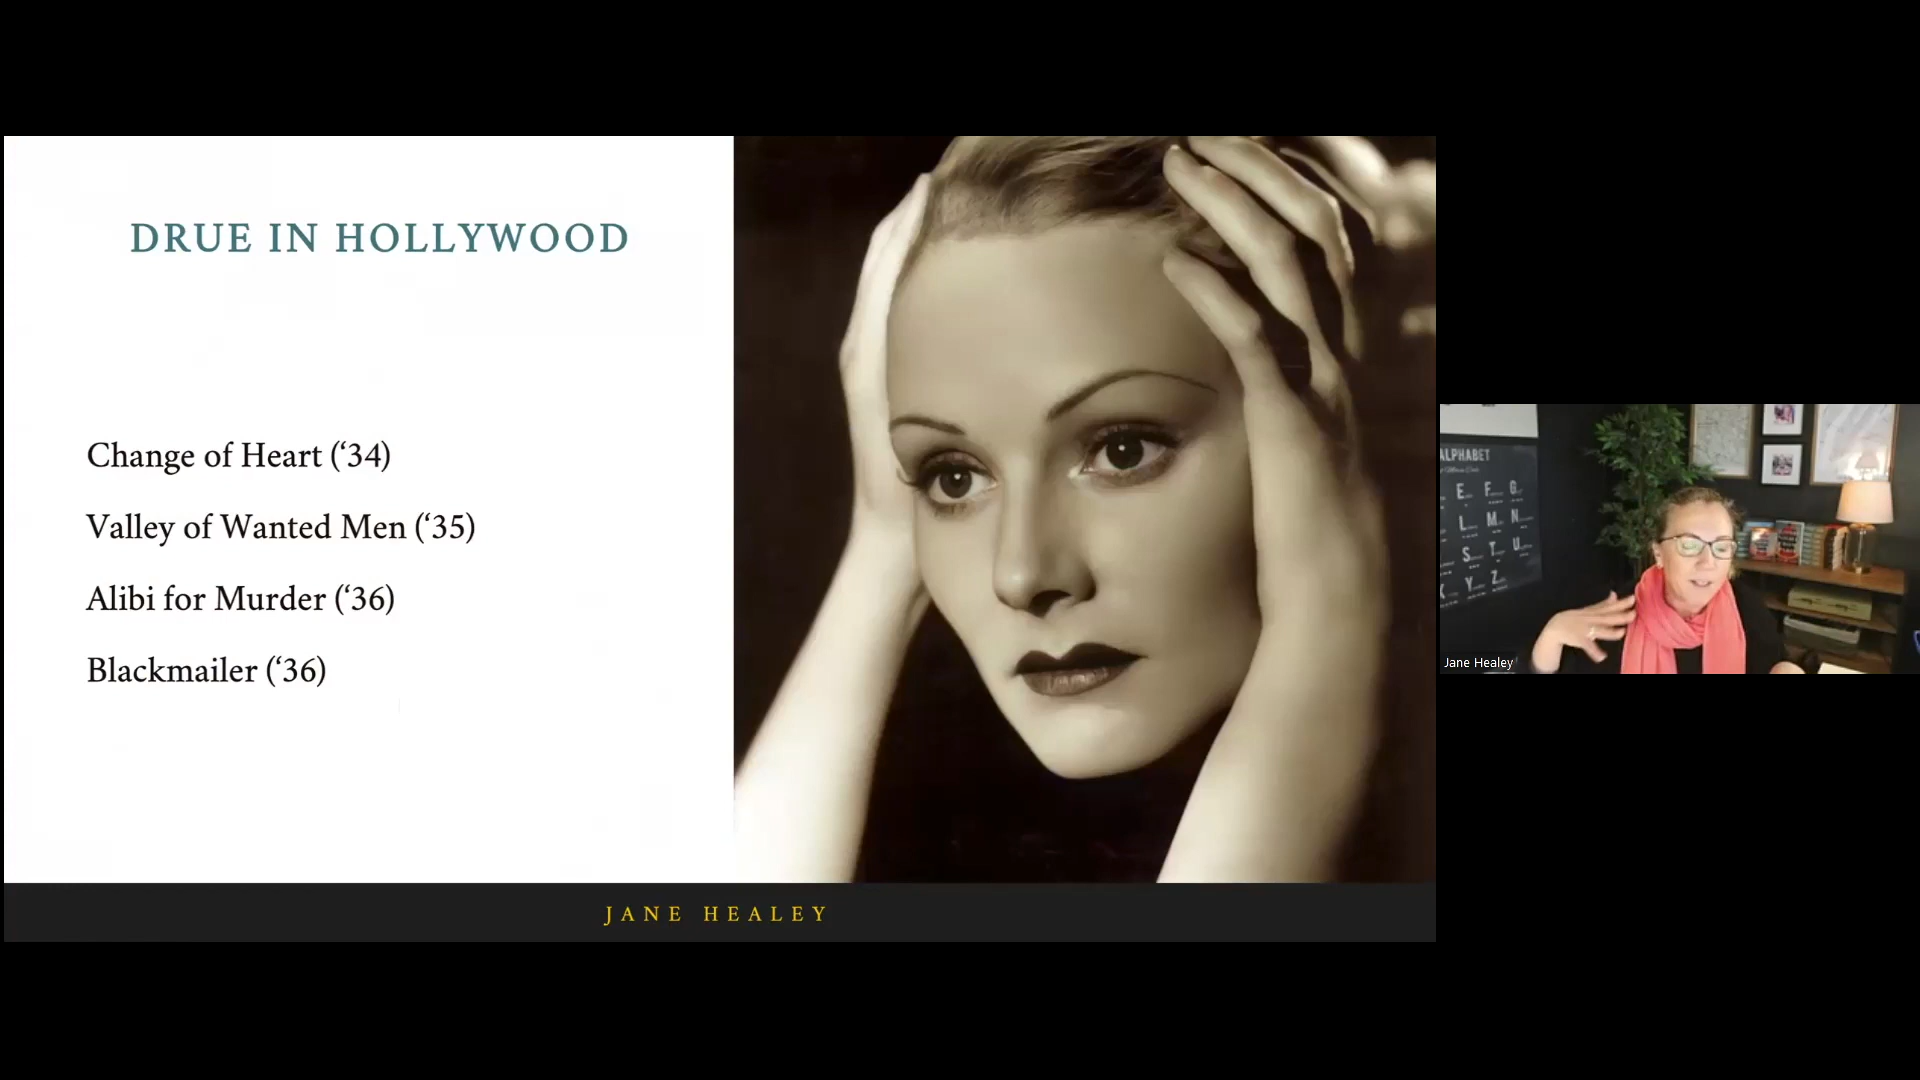 DRUE IN HOLLYWOOD
Change of Heart (‘34)
Valley of Wanted Men (‘35)
Alibi for Murder (‘36)
Blackmailer (‘36)
JANE HEALEY
ALPHABET
E F G
L M N
S T U
Y Z
Jane Healey